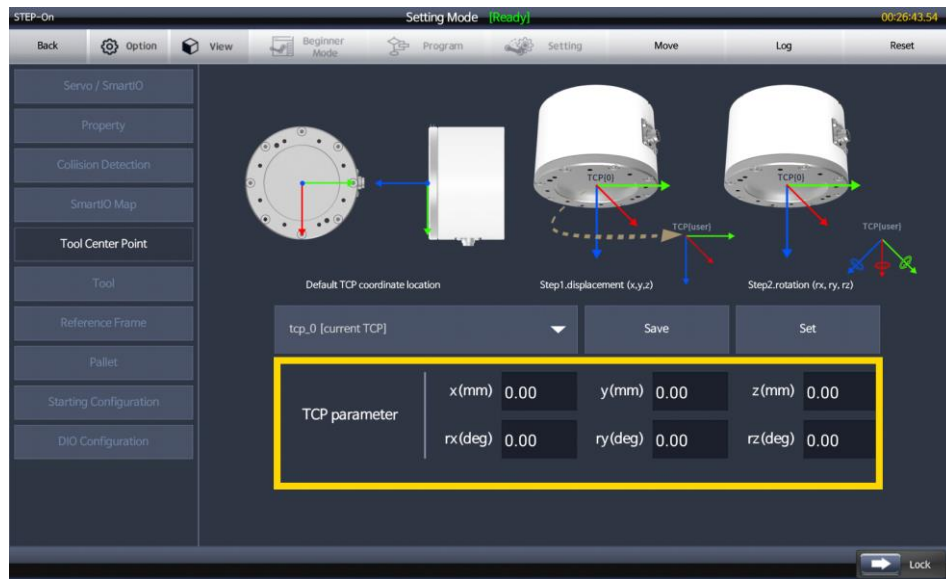 STEP-On
Setting Mode [Ready]
00:26:43.54
Back
Option
View
Beginner
Mode
Program
Setting
Move
Log
Reset
Servo / SmartIO
Property
Collision Detection
SmartIO Map
Tool Center Point
Tool
Reference Frame
Pallet
Starting Configuration
DIO Configuration
TCP(0)
TCP(user)
TCP(0)
TCP(user)
Default TCP coordinate location
Step1.displacement (x,y,z)
Step2.rotation (rx, ry, rz)
tcp_0 [current TCP]
Save
Set
TCP parameter
x(mm) 0.00
y(mm) 0.00
z(mm) 0.00
rx(deg) 0.00
ry(deg) 0.00
rz(deg) 0.00
Lock